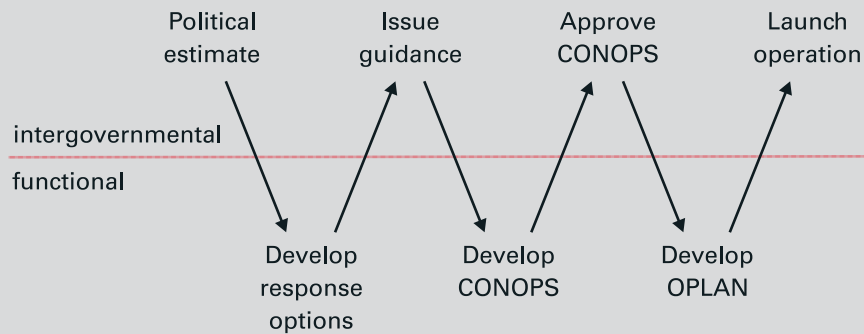 Political
estimate
Issue
guidance
Approve
CONOPS
Launch
operation
intergovernmental
functional
Develop
response
options
Develop
CONOPS
Develop
OPLAN